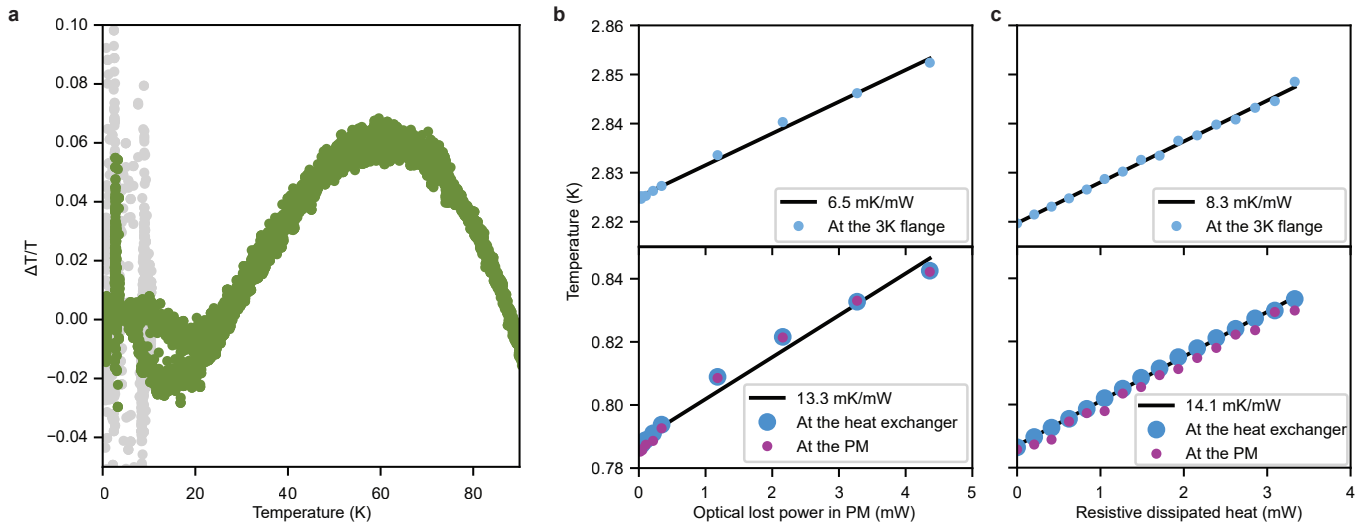 a
0.10
0.08
0.06
0.04
0.02
0.00
−0.02
−0.04
ΔT/T
0
20
40
60
80
Temperature (K)
b
2.86
2.85
2.84
2.83
2.82
0.84
0.82
0.80
0.78
Temperature (K)
6.5 mK/mW
At the 3K flange
13.3 mK/mW
At the heat exchanger
At the PM
0
1
2
3
4
5
Optical lost power in PM (mW)
c
8.3 mK/mW
At the 3K flange
14.1 mK/mW
At the heat exchanger
At the PM
0
1
2
3
4
Resistive dissipated heat (mW)